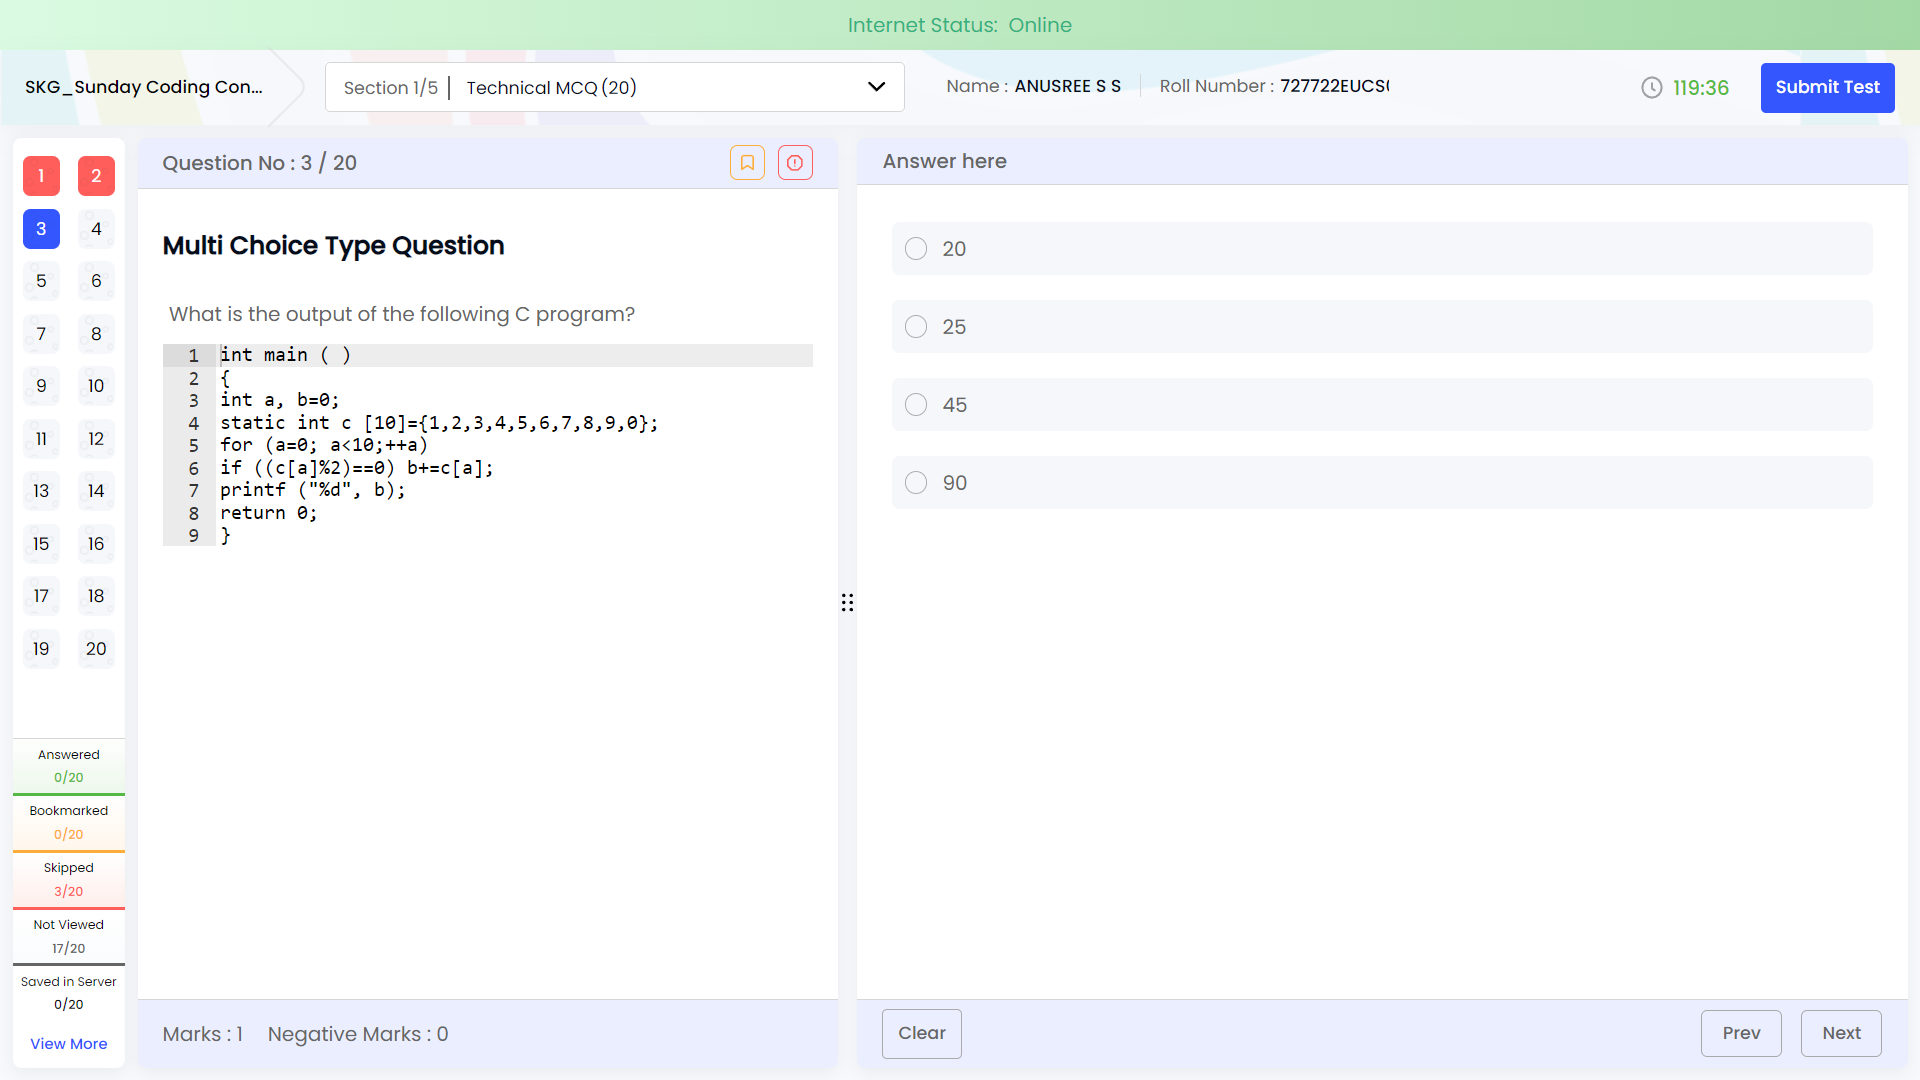 Internet Status: Online
SKG_Sunday Coding Con...
Section 1/5 | Technical MCQ (20)
Name : ANUSREE S S
Roll Number : 727722EUCS
119:36
Submit Test
1 2
3 4
5 6
7 8
9 10
11 12
13 14
15 16
17 18
19 20
Answered
0/20
Bookmarked
0/20
Skipped
3/20
Not Viewed
17/20
Saved in Server
0/20
View More
Question No : 3 / 20
Multi Choice Type Question
What is the output of the following C program?
1 int main ( )
2 {
3 int a, b=0;
4 static int c [10]={1,2,3,4,5,6,7,8,9,0};
5 for (a=0; a<10;++a)
6 if ((c[a]%2)==0) b+=c[a];
7 printf ("%d", b);
8 return 0;
9 }
Marks : 1 Negative Marks : 0
Answer here
20
25
45
90
Clear
Prev
Next